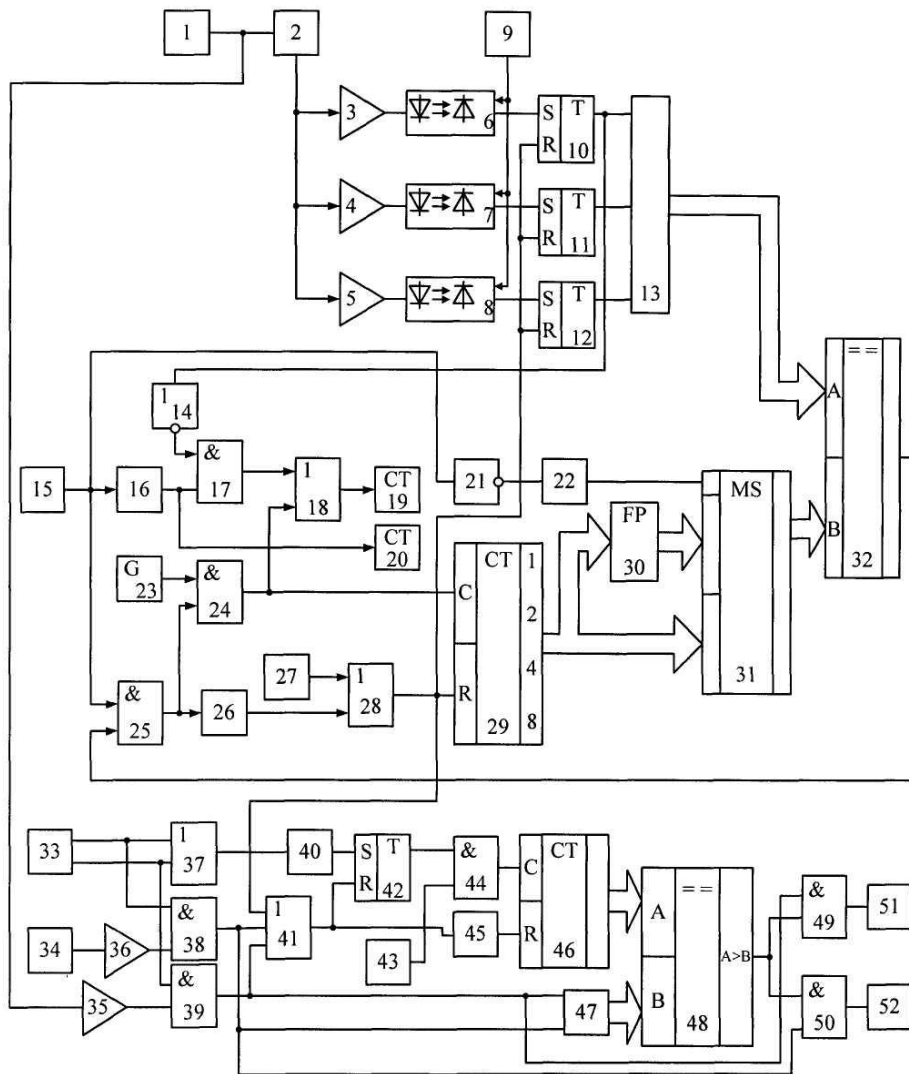 1
2
9
3
6
S T
R 10
4
7
S T
R 11
5
8
S T
R 12
13
1
14
&
17
1
18
CT
19
CT
20
15
16
21
22
G
23
&
24
&
25
26
27
1
28
CT
C
R
1
2
4
8
29
FP
30
MS
31
==
A
B
32
33
34
36
35
1
37
&
38
&
39
40
S T
R 42
1
41
&
44
43
45
CT
C
R
46
47
==
A
B
48
A>B
&
49
&
50
51
52